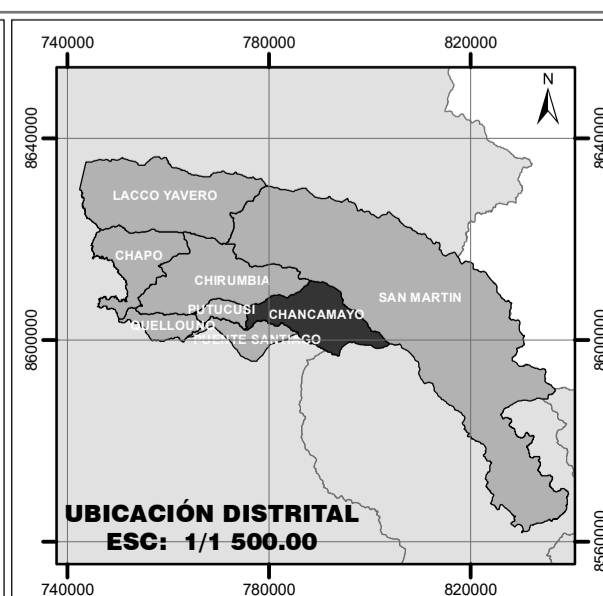 740000 780000 820000
N
8640000 8640000
LACCO YAVERO
CHAPO
CHIRUMBIA
SAN MARTIN
PUTUCUSI
CHANCAMAYO
QUELLOUNO
PUENTE SANTIAGO
8600000 8600000
UBICACIÓN DISTRITAL
ESC: 1/1 500.00
8560000
740000 780000 820000